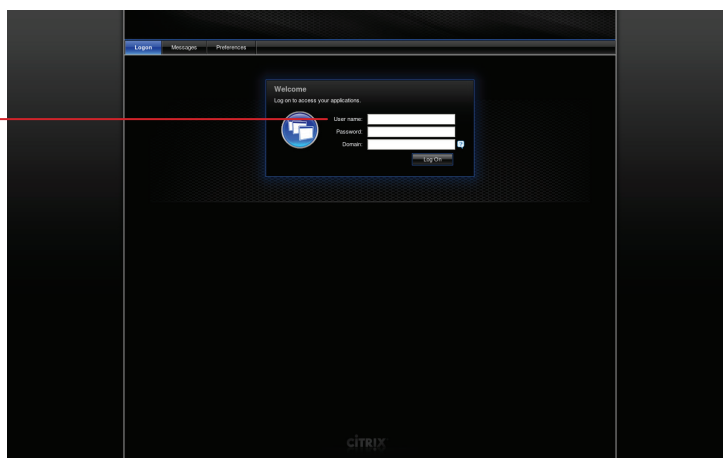 Logon Messages Preferences
Welcome
Log on to access your applications.
User name:
Password:
Domain:
Log On
CITRIX